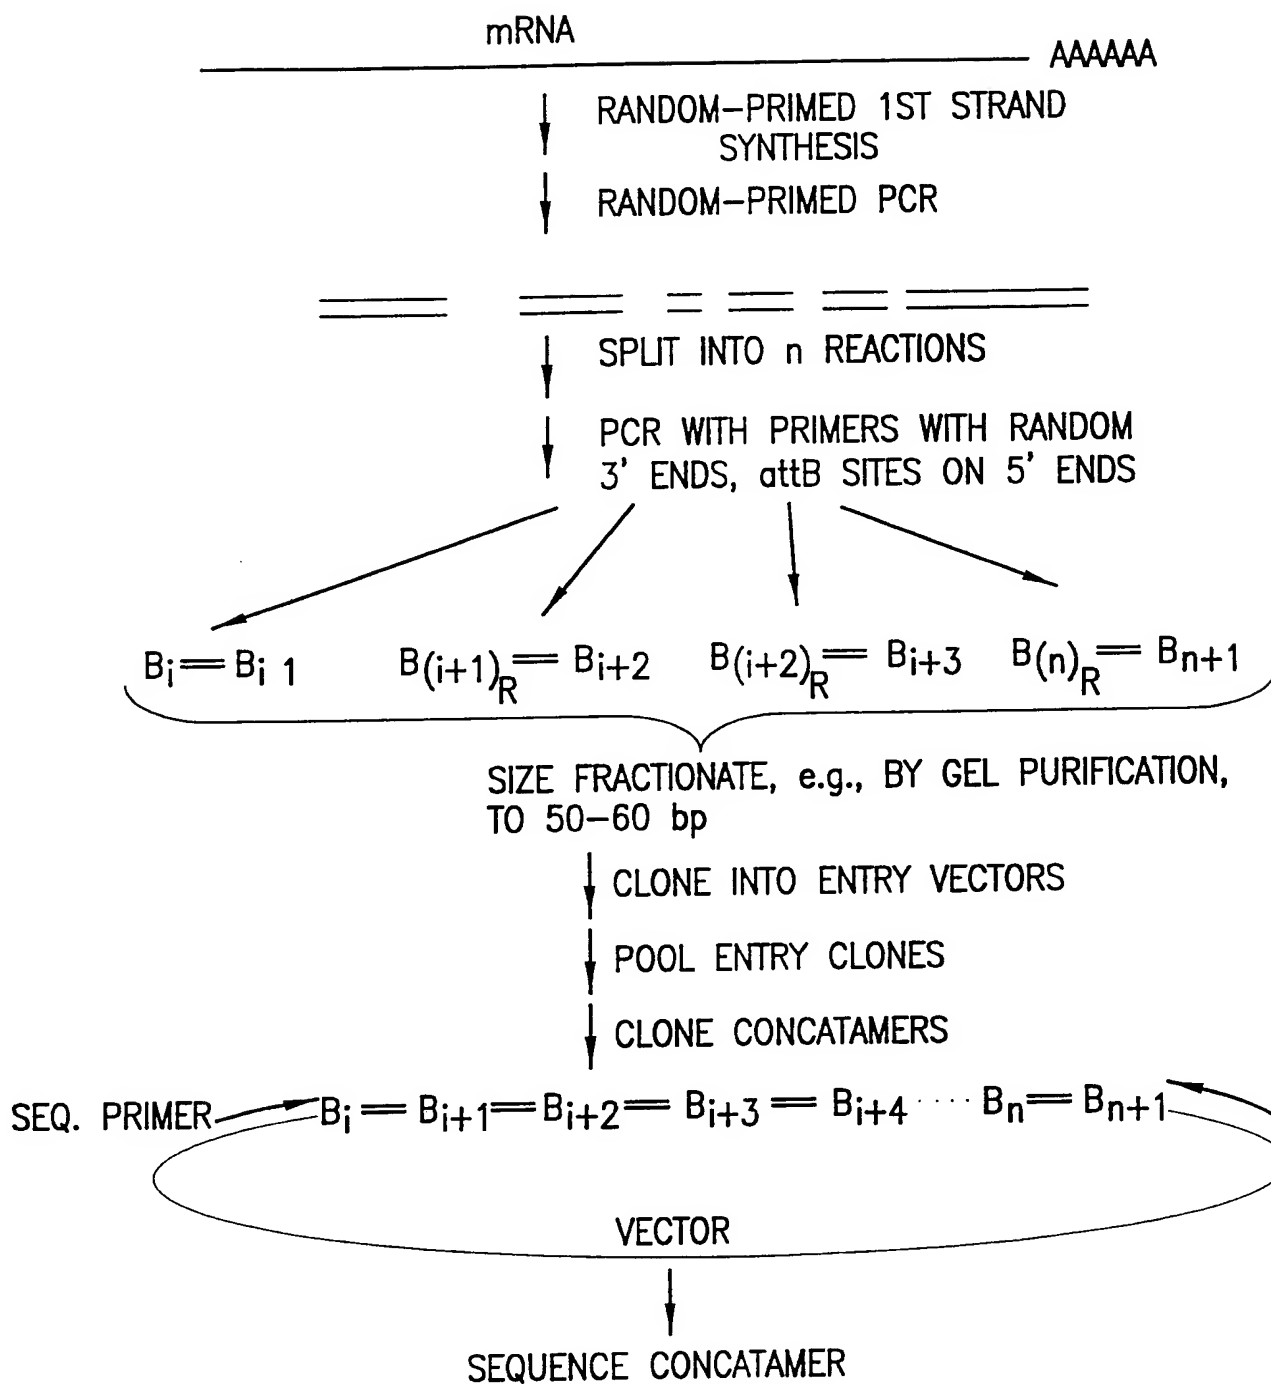 mRNA
AAAAAA
RANDOM-PRIMED 1ST STRAND
SYNTHESIS
RANDOM-PRIMED PCR
SPLIT INTO n REACTIONS
PCR WITH PRIMERS WITH RANDOM
3' ENDS, attB SITES ON 5' ENDS
Bi═Bi 1 B(i+1)R═Bi+2 B(i+2)R═Bi+3 B(n)R═Bn+1
SIZE FRACTIONATE, e.g., BY GEL PURIFICATION,
TO 50-60 bp
CLONE INTO ENTRY VECTORS
POOL ENTRY CLONES
CLONE CONCATAMERS
SEQ. PRIMER Bi═Bi+1═Bi+2═Bi+3═Bi+4 ···· Bn═Bn+1
VECTOR
SEQUENCE CONCATAMER